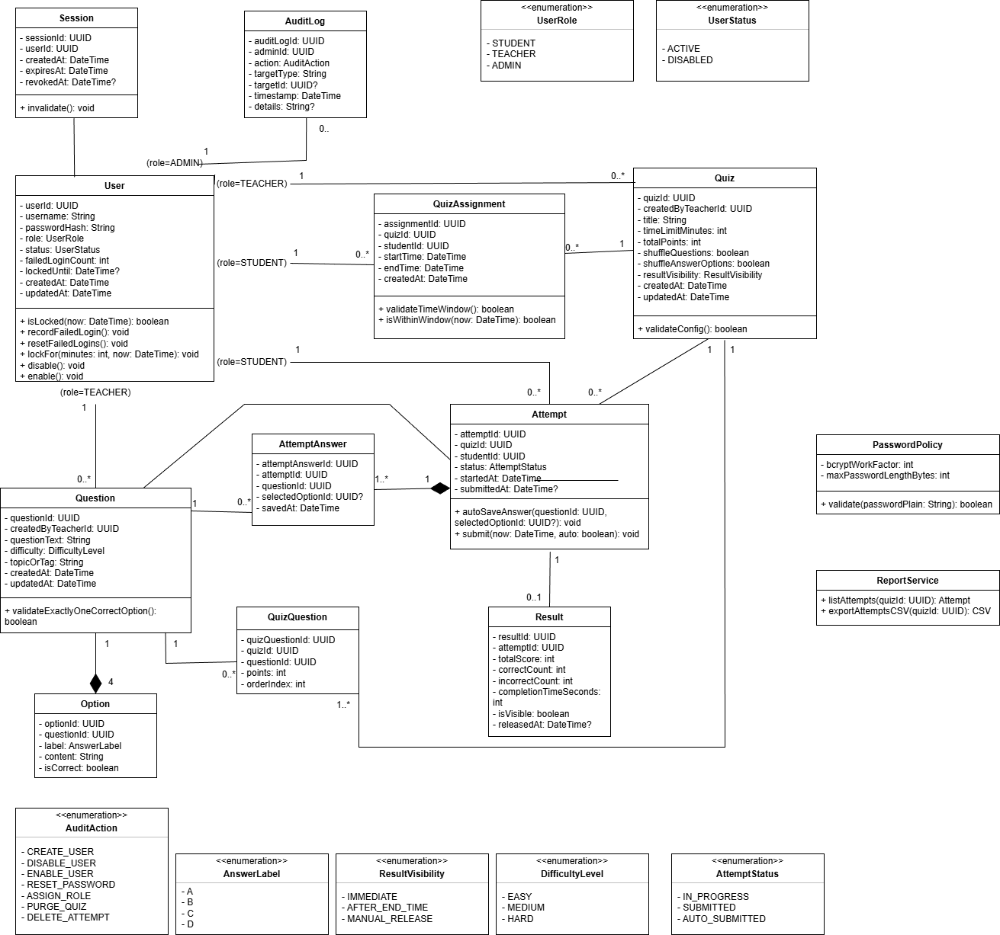 Session
- sessionId: UUID
- userId: UUID
- createdAt: DateTime
- expiresAt: DateTime
- revokedAt: DateTime?
+ invalidate(): void
AuditLog
- auditLogId: UUID
- adminId: UUID
- action: AuditAction
- targetType: String
- targetId: UUID?
- timestamp: DateTime
- details: String?
<<enumeration>>
UserRole
- STUDENT
- TEACHER
- ADMIN
<<enumeration>>
UserStatus
- ACTIVE
- DISABLED
0..
1
(role=ADMIN)
User
- userId: UUID
- username: String
- passwordHash: String
- role: UserRole
- status: UserStatus
- failedLoginCount: int
- lockedUntil: DateTime?
- createdAt: DateTime
- updatedAt: DateTime
+ isLocked(now: DateTime): boolean
+ recordFailedLogin(): void
+ resetFailedLogins(): void
+ lockFor(minutes: int, now: DateTime): void
+ disable(): void
+ enable(): void
(role=TEACHER)
1
0..*
QuizAssignment
- assignmentId: UUID
- quizId: UUID
- studentId: UUID
- startTime: DateTime
- endTime: DateTime
- createdAt: DateTime
+ validateTimeWindow(): boolean
+ isWithinWindow(now: DateTime): boolean
Quiz
- quizId: UUID
- createdByTeacherId: UUID
- title: String
- timeLimitMinutes: int
- totalPoints: int
- shuffleQuestions: boolean
- shuffleAnswerOptions: boolean
- resultVisibility: ResultVisibility
- createdAt: DateTime
- updatedAt: DateTime
+ validateConfig(): boolean
(role=STUDENT)
1
0..*
0..*
1
(role=STUDENT)
1
0..*
0..*
1
1
(role=TEACHER)
1
0..*
AttemptAnswer
- attemptAnswerId: UUID
- attemptId: UUID
- questionId: UUID
- selectedOptionId: UUID?
- savedAt: DateTime
1..*
1
Attempt
- attemptId: UUID
- quizId: UUID
- studentId: UUID
- status: AttemptStatus
- startedAt: DateTime
- submittedAt: DateTime?
+ autoSaveAnswer(questionId: UUID,
selectedOptionId: UUID?): void
+ submit(now: DateTime, auto: boolean): void
PasswordPolicy
- bcryptWorkFactor: int
- maxPasswordLengthBytes: int
+ validate(passwordPlain: String): boolean
Question
- questionId: UUID
- createdByTeacherId: UUID
- questionText: String
- difficulty: DifficultyLevel
- topicOrTag: String
- createdAt: DateTime
- updatedAt: DateTime
+ validateExactlyOneCorrectOption():
boolean
1
0..*
1
0..1
ReportService
+ listAttempts(quizId: UUID): Attempt
+ exportAttemptsCSV(quizId: UUID): CSV
QuizQuestion
- quizQuestionId: UUID
- quizId: UUID
- questionId: UUID
- points: int
- orderIndex: int
Result
- resultId: UUID
- attemptId: UUID
- totalScore: int
- correctCount: int
- incorrectCount: int
- completionTimeSeconds:
int
- isVisible: boolean
- releasedAt: DateTime?
1
1
0..*
4
1..*
Option
- optionId: UUID
- questionId: UUID
- label: AnswerLabel
- content: String
- isCorrect: boolean
<<enumeration>>
AuditAction
- CREATE_USER
- DISABLE_USER
- ENABLE_USER
- RESET_PASSWORD
- ASSIGN_ROLE
- PURGE_QUIZ
- DELETE_ATTEMPT
<<enumeration>>
AnswerLabel
- A
- B
- C
- D
<<enumeration>>
ResultVisibility
- IMMEDIATE
- AFTER_END_TIME
- MANUAL_RELEASE
<<enumeration>>
DifficultyLevel
- EASY
- MEDIUM
- HARD
<<enumeration>>
AttemptStatus
- IN_PROGRESS
- SUBMITTED
- AUTO_SUBMITTED